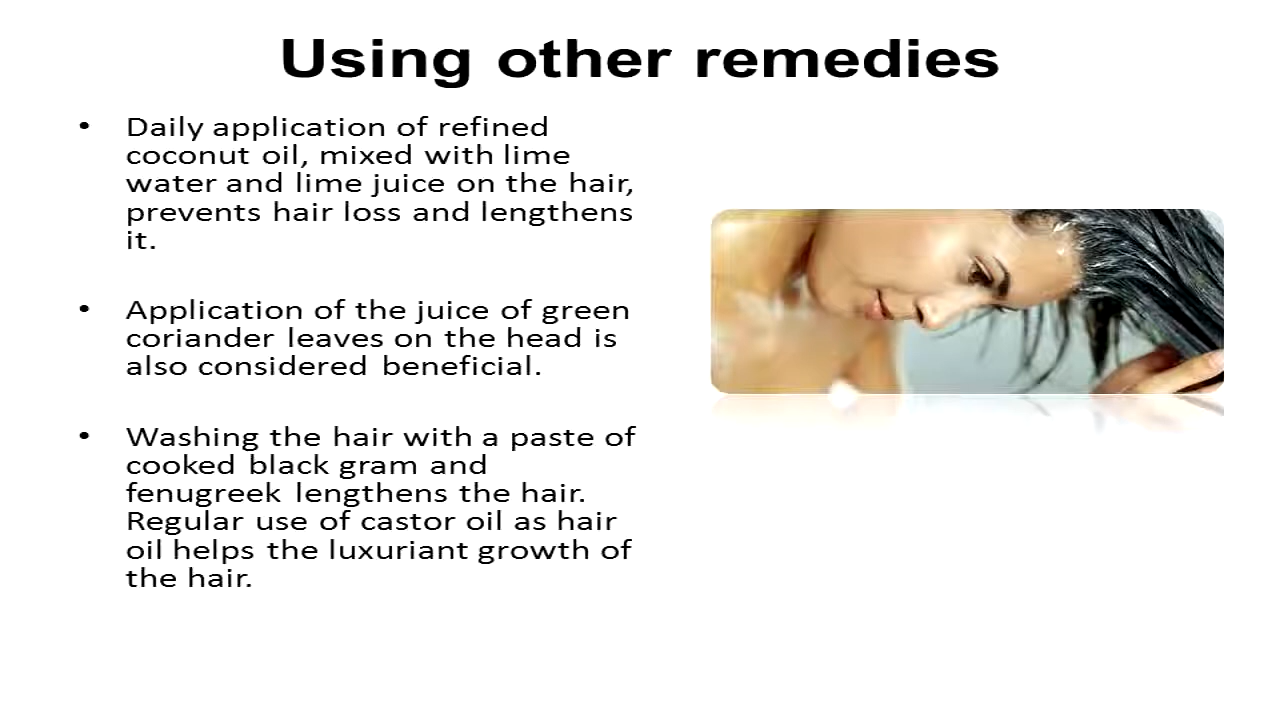 Using other remedies
• Daily application of refined
coconut oil, mixed with lime
water and lime juice on the hair,
prevents hair loss and lengthens
it.
• Application of the juice of green
coriander leaves on the head is
also considered beneficial.
• Washing the hair with a paste of
cooked black gram and
fenugreek lengthens the hair.
Regular use of castor oil as hair
oil helps the luxuriant growth of
the hair.